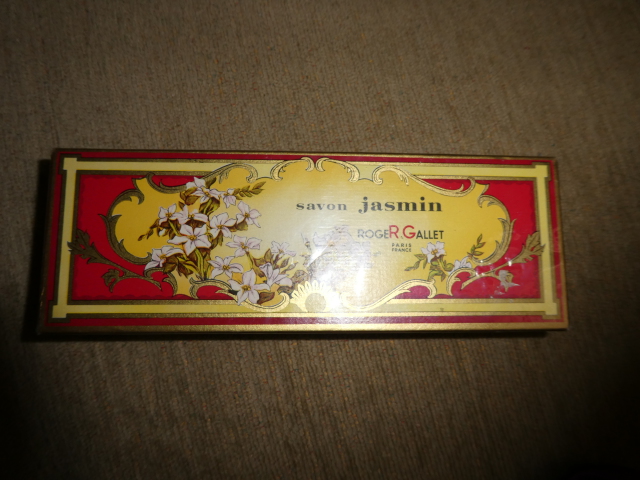 savon jasmin
ROGER.GALLET
PARIS
FRANCE